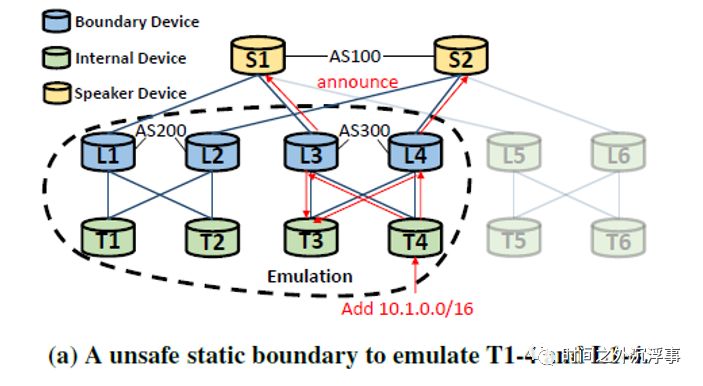 Boundary Device
Internal Device
Speaker Device
S1
AS100
S2
announce
AS200
AS300
L1
L2
L3
L4
L5
L6
T1
T2
T3
T4
T5
T6
Emulation
Add 10.1.0.0/16
(a) A unsafe static boundary to emulate T1-4
时间之外沉浮事